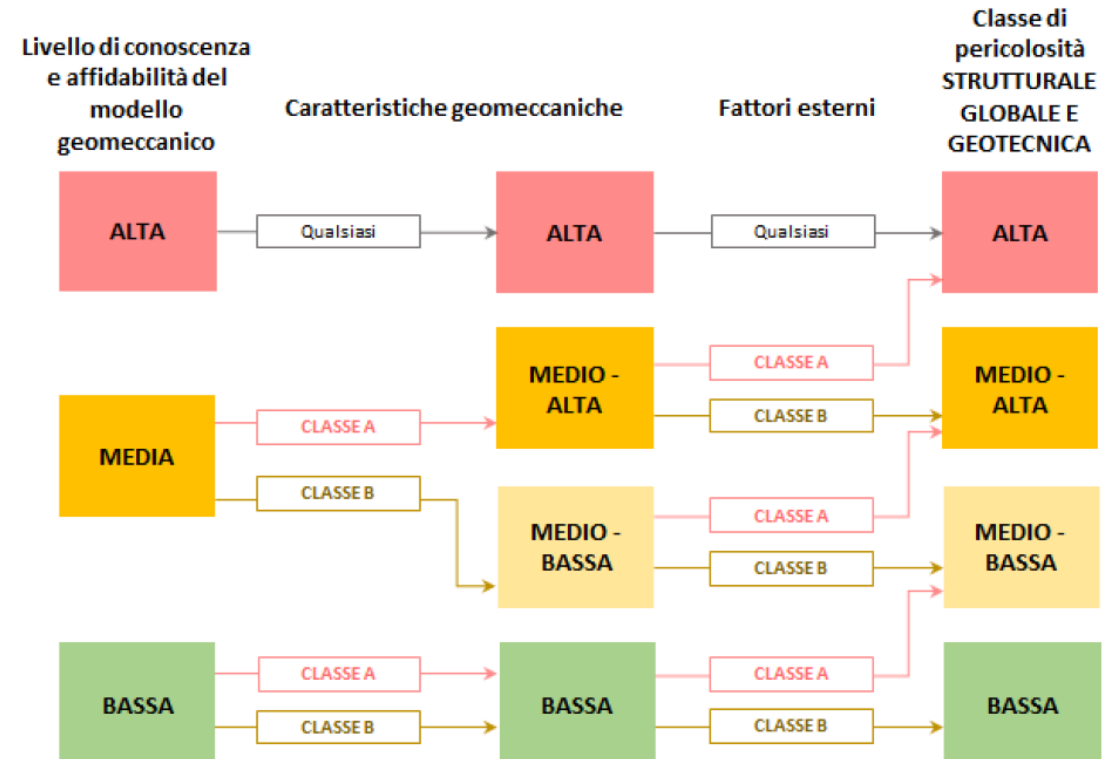 Livello di conoscenza
e affidabilità del
modello
geomeccanico
Caratteristiche geomeccaniche
Fattori esterni
Classe di
pericolosità
STRUTTURALE
GLOBALE E
GEOTECNICA
ALTA
Qualsiasi
ALTA
Qualsiasi
ALTA
MEDIO -
ALTA
CLASSE A
CLASSE B
MEDIO -
ALTA
MEDIA
CLASSE A
CLASSE B
MEDIO -
BASSA
CLASSE A
CLASSE B
MEDIO -
BASSA
BASSA
CLASSE A
CLASSE B
BASSA
CLASSE A
CLASSE B
BASSA